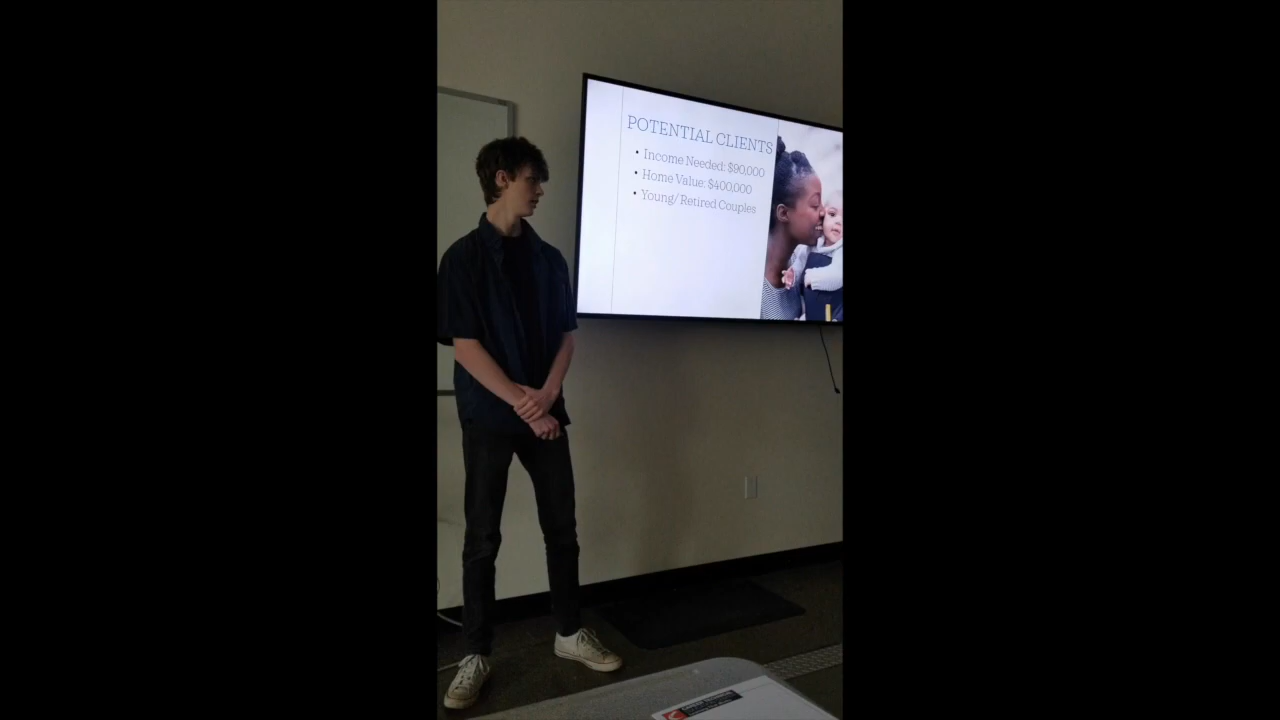 POTENTIAL CLIENTS
• Income Needed: $90,000
• Home Value: $400,000
• Young/Retired Couples